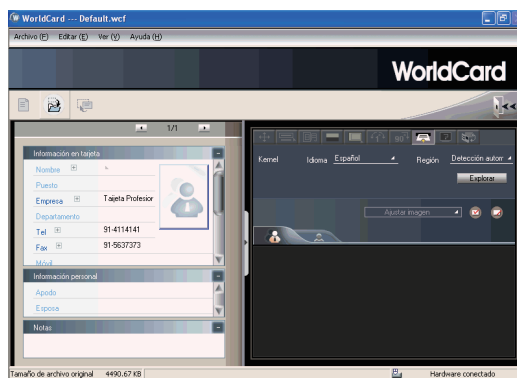 WorldCard --- Default.wcf
Archivo (F) Editar (E) Ver (V) Ayuda (H)
WorldCard
1/1
Información en tarjeta
Nombre
Puesto
Empresa Taijeta Profesior
Departamento
Tel 91-4114141
Fax 91-5637373
Móvil
Información personal
Apodo
Esposa
Notas
Kernel Idioma Español Región Detección autom
Explorar
Ajustar imagen
Tamaño de archivo original 4490.67 KB Hardware conectado